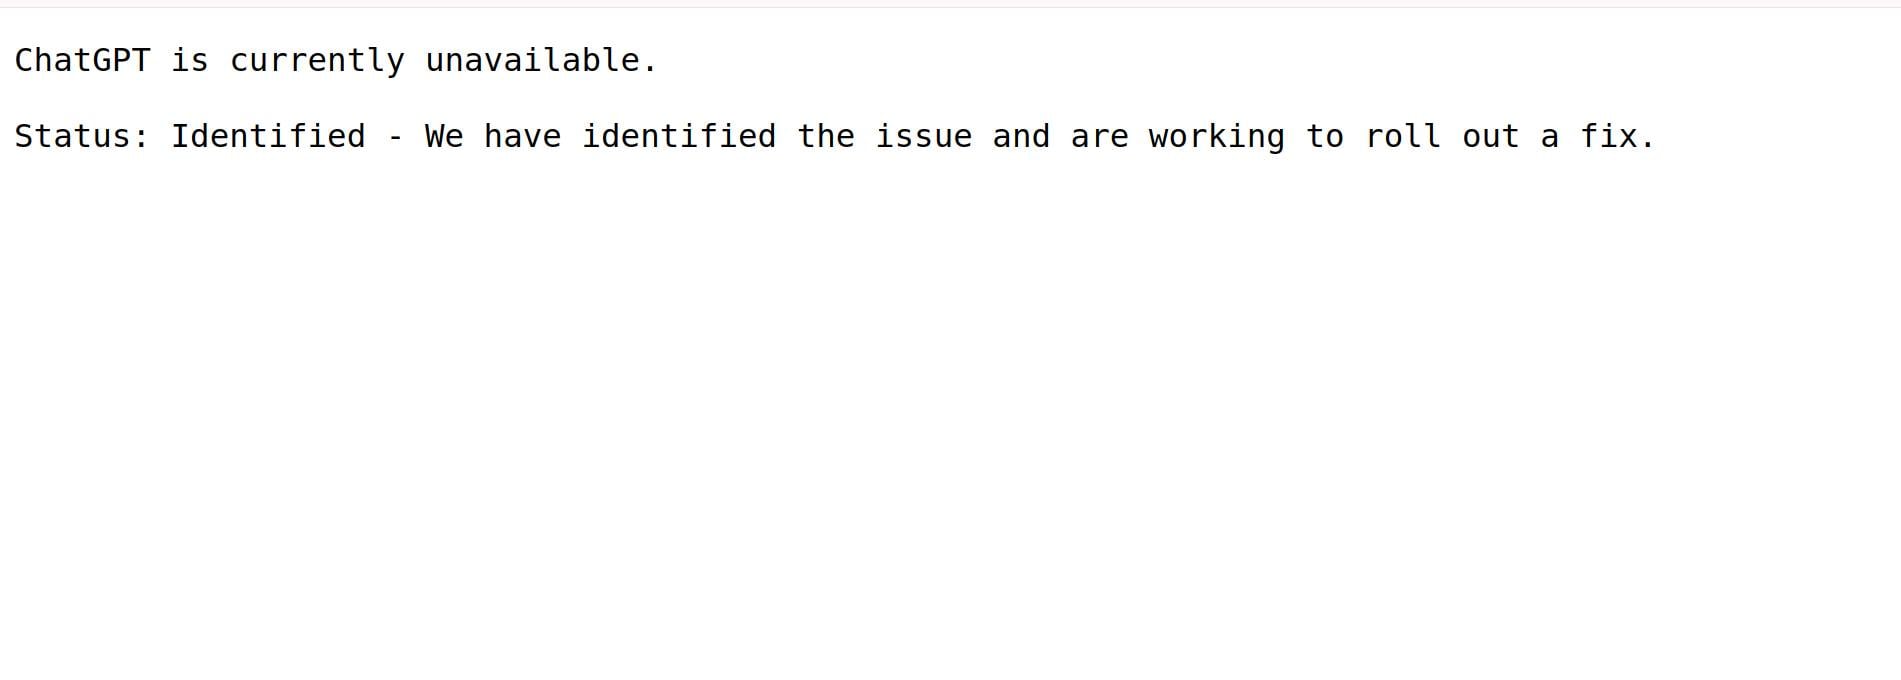 ChatGPT is currently unavailable.
Status: Identified - We have identified the issue and are working to roll out a fix.